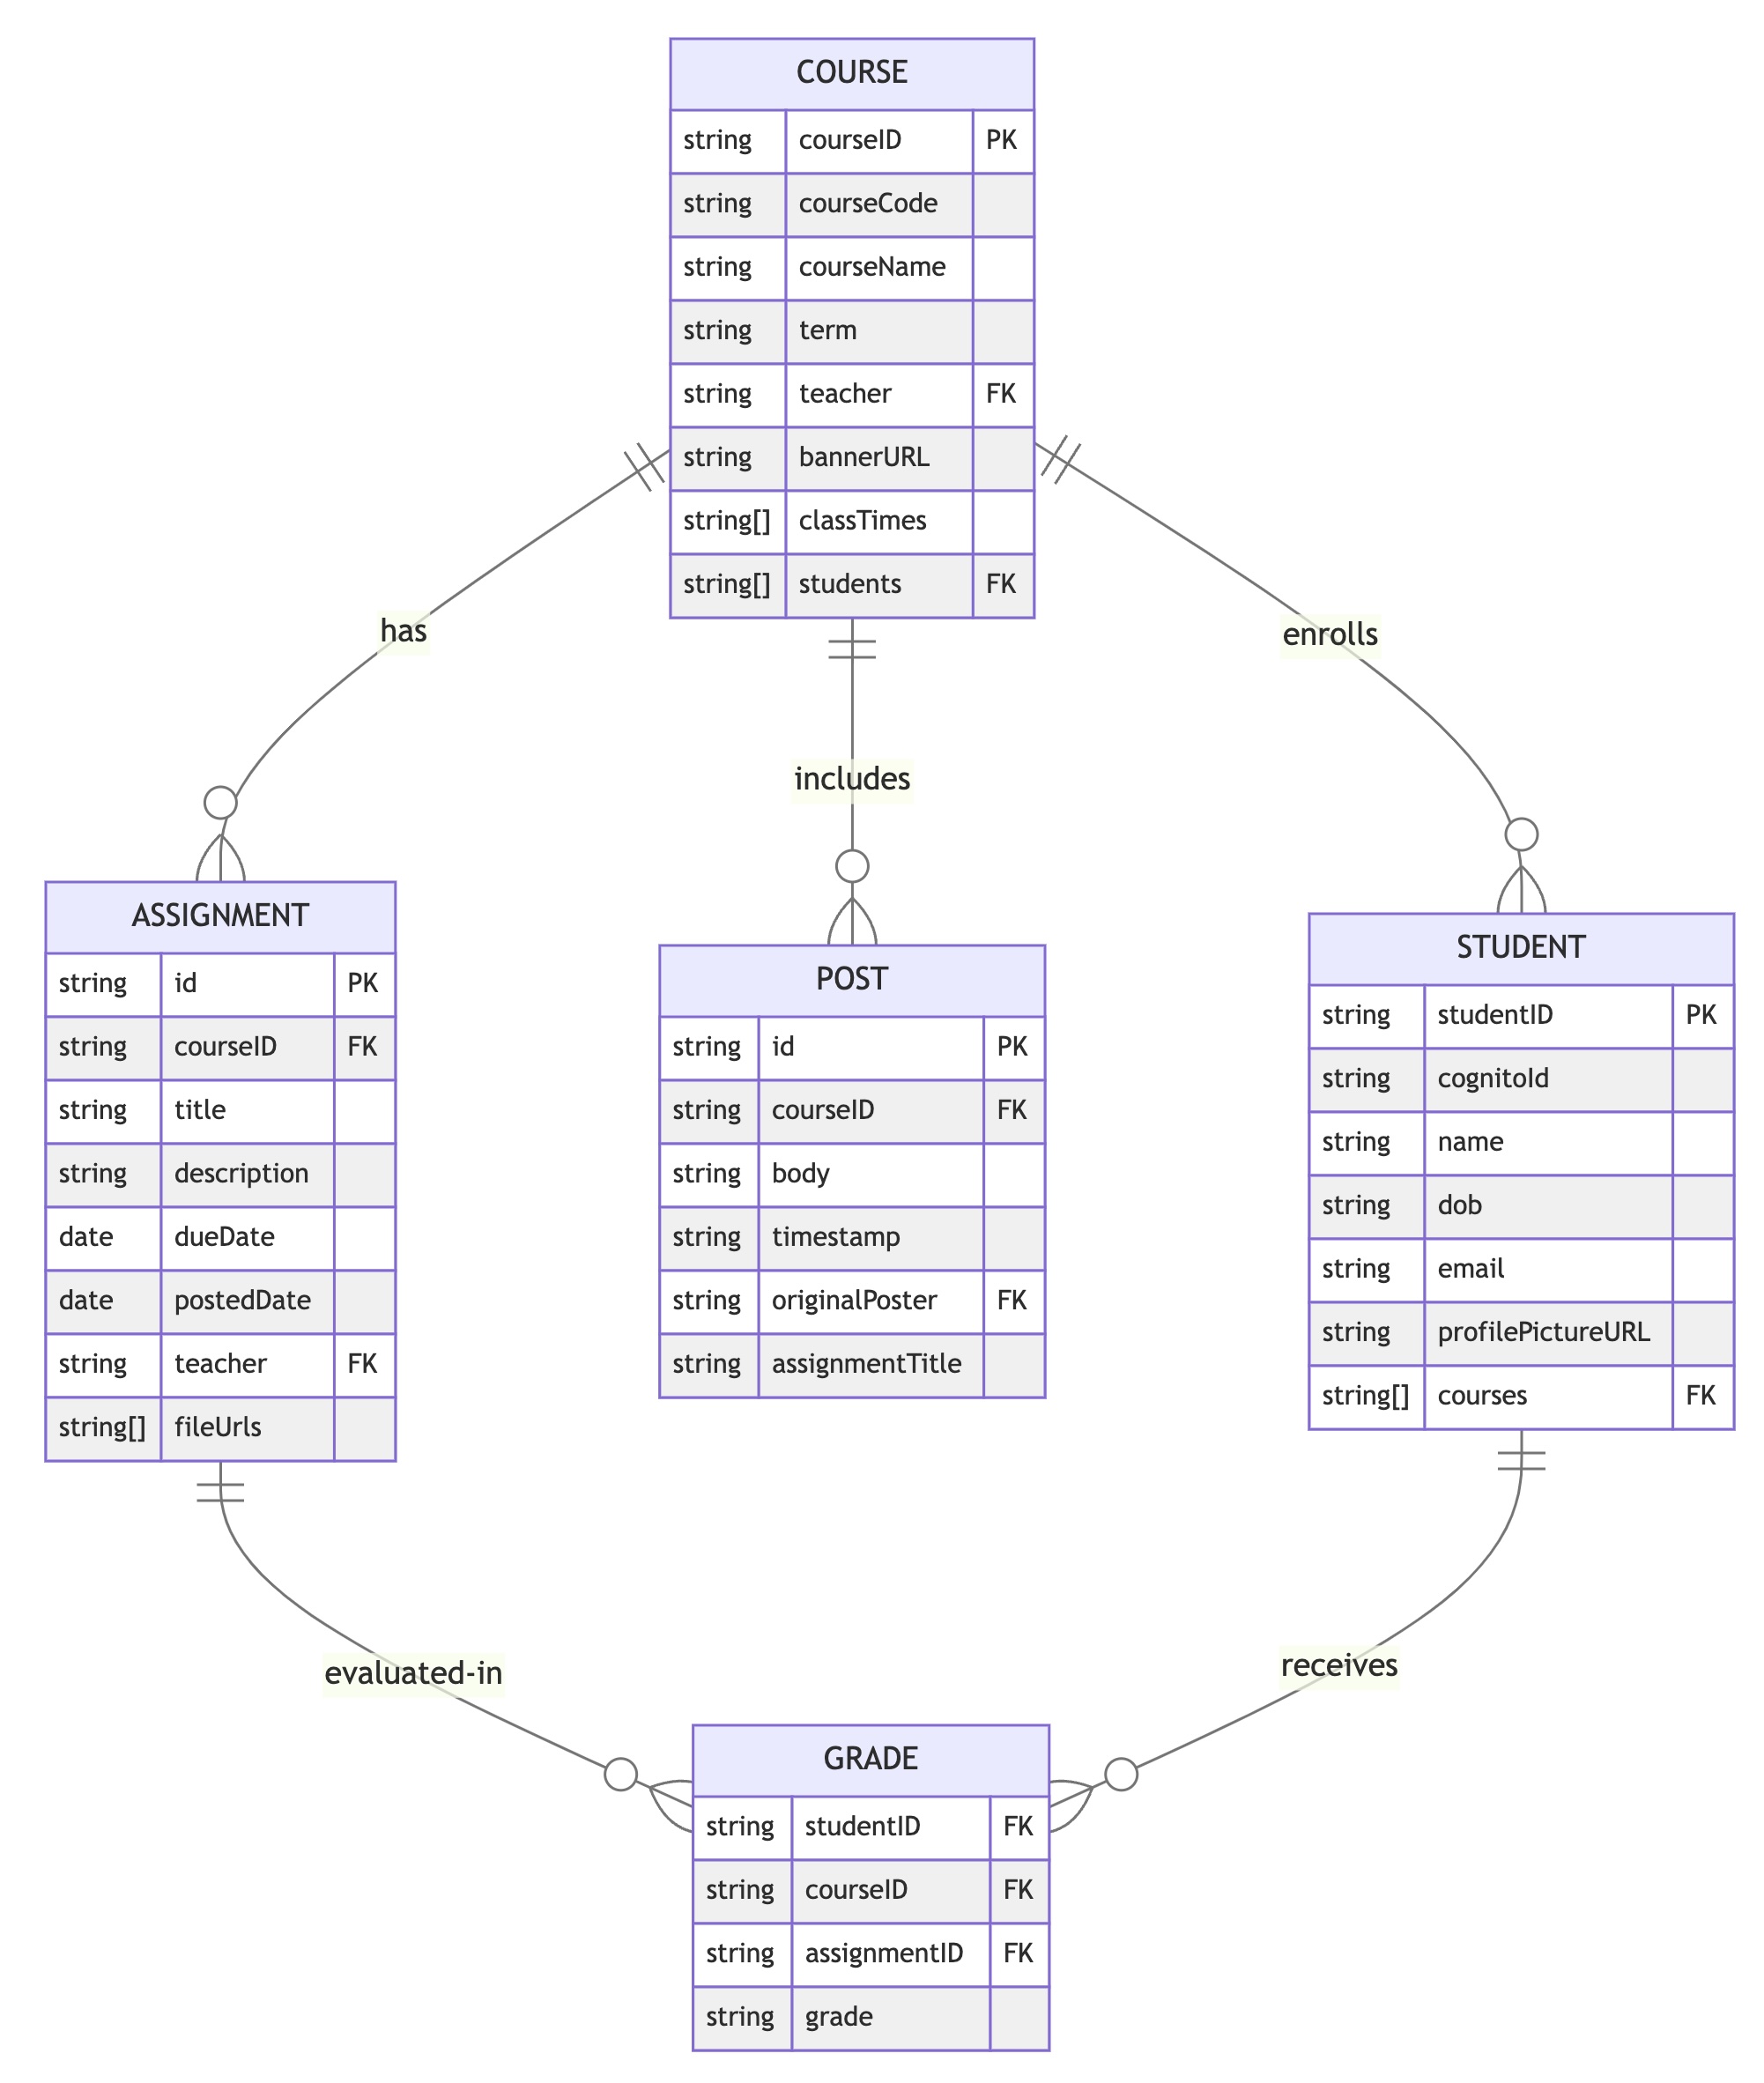 COURSE
string courseID PK
string courseCode
string courseName
string term
string teacher FK
string bannerURL
string[] classTimes
string[] students FK
has
enrolls
includes
ASSIGNMENT
string id PK
string courseID FK
string title
string description
date dueDate
date postedDate
string teacher FK
string[] fileUrls
POST
string id PK
string courseID FK
string body
string timestamp
string originalPoster FK
string assignmentTitle
STUDENT
string studentID PK
string cognitoId
string name
string dob
string email
string profilePictureURL
string[] courses FK
evaluated-in
receives
GRADE
string studentID FK
string courseID FK
string assignmentID FK
string grade